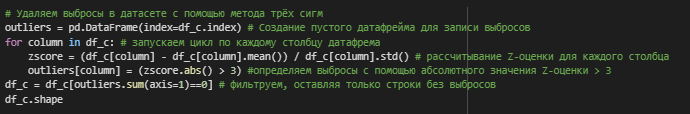 # Удаляем выбросы в датасете с помощью метода трёх сигм
outliers = pd.DataFrame(index=df_c.index) # Создание пустого датафрейма для записи выбросов
for column in df_c: # запускаем цикл по каждому столбцу датафрема
    zscore = (df_c[column] - df_c[column].mean()) / df_c[column].std() # рассчитывание Z-оценки для каждого столбца
    outliers[column] = (zscore.abs() > 3) #определяем выбросы с помощью абсолютного значения Z-оценки > 3
df_c = df_c[outliers.sum(axis=1)==0] # фильтруем, оставляя только строки без выбросов
df_c.shape